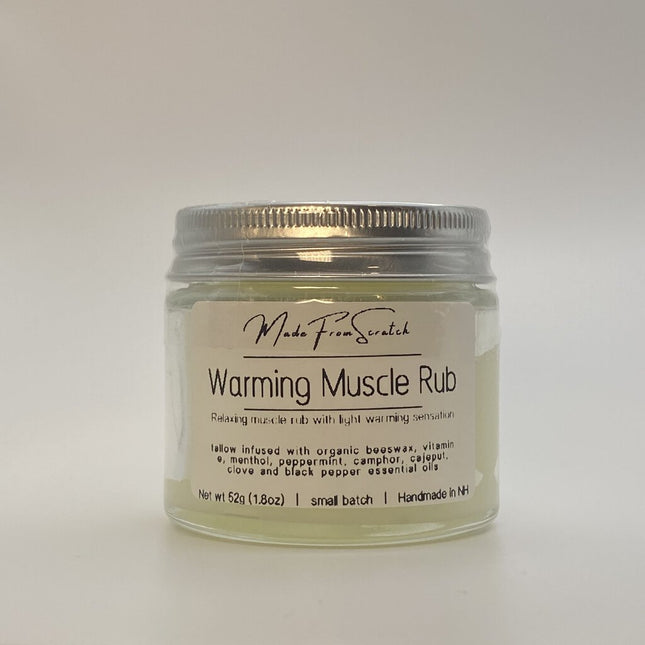 Made From Scratch
Warming Muscle Rub
Relaxing muscle rub with light warming sensation
tallow infused with organic beeswax, vitamin
e, menthol, peppermint, camphor, cajeput,
clove and black pepper essential oils
Net wt 52g (1.8oz) | small batch | Handmade in NH